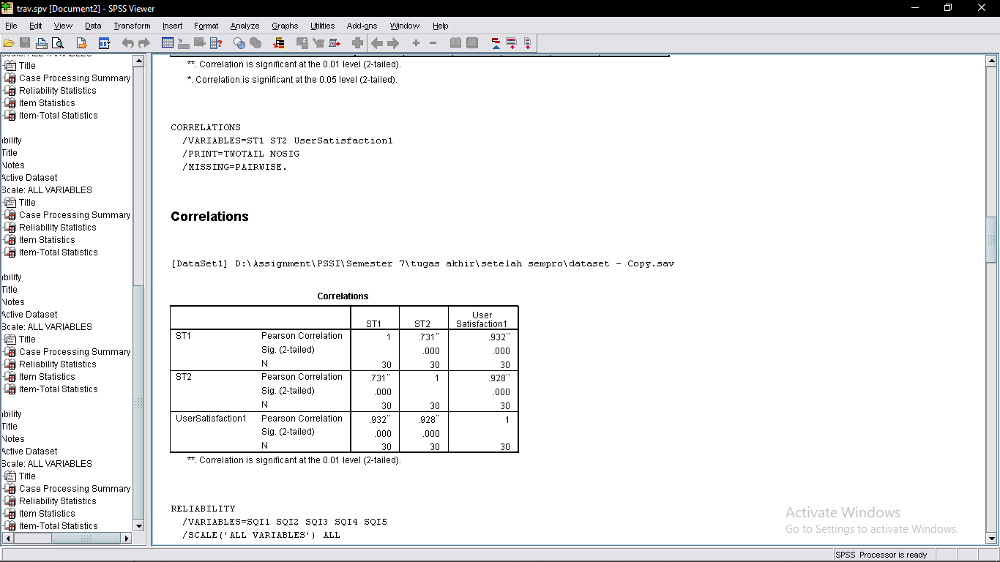 trav.spv [Document2] - SPSS Viewer
File Edit View Data Transform Insert Format Analyze Graphs Utilities Add-ons Window Help
Title
Case Processing Summary
Reliability Statistics
Item Statistics
Item-Total Statistics
ibility
Title
Notes
Active Dataset
Scale: ALL VARIABLES
Title
Case Processing Summary
Reliability Statistics
Item Statistics
Item-Total Statistics
ibility
Title
Notes
Active Dataset
Scale: ALL VARIABLES
Title
Case Processing Summary
Reliability Statistics
Item Statistics
Item-Total Statistics
ibility
Title
Notes
Active Dataset
Scale: ALL VARIABLES
Title
Case Processing Summary
Reliability Statistics
Item Statistics
Item-Total Statistics
**. Correlation is significant at the 0.01 level (2-tailed).
*. Correlation is significant at the 0.05 level (2-tailed).
CORRELATIONS
/VARIABLES=ST1 ST2 UserSatisfaction1
/PRINT=TWOTAIL NOSIG
/MISSING=PAIRWISE.
Correlations
[DataSet1] D:\Assignment\PSSI\Semester 7\tugas akhir\setelah sempro\dataset - Copy.sav
Correlations
ST1 ST2 User Satisfaction1
ST1 Pearson Correlation 1 .731** .932**
Sig. (2-tailed) .000 .000
N 30 30 30
ST2 Pearson Correlation .731** 1 .928**
Sig. (2-tailed) .000 .000
N 30 30 30
UserSatisfaction1 Pearson Correlation .932** .928** 1
Sig. (2-tailed) .000 .000
N 30 30 30
**. Correlation is significant at the 0.01 level (2-tailed).
RELIABILITY
/VARIABLES=SQI1 SQI2 SQI3 SQI4 SQI5
/SCALE('ALL VARIABLES') ALL
Activate Windows
Go to Settings to activate Windows.
SPSS Processor is ready